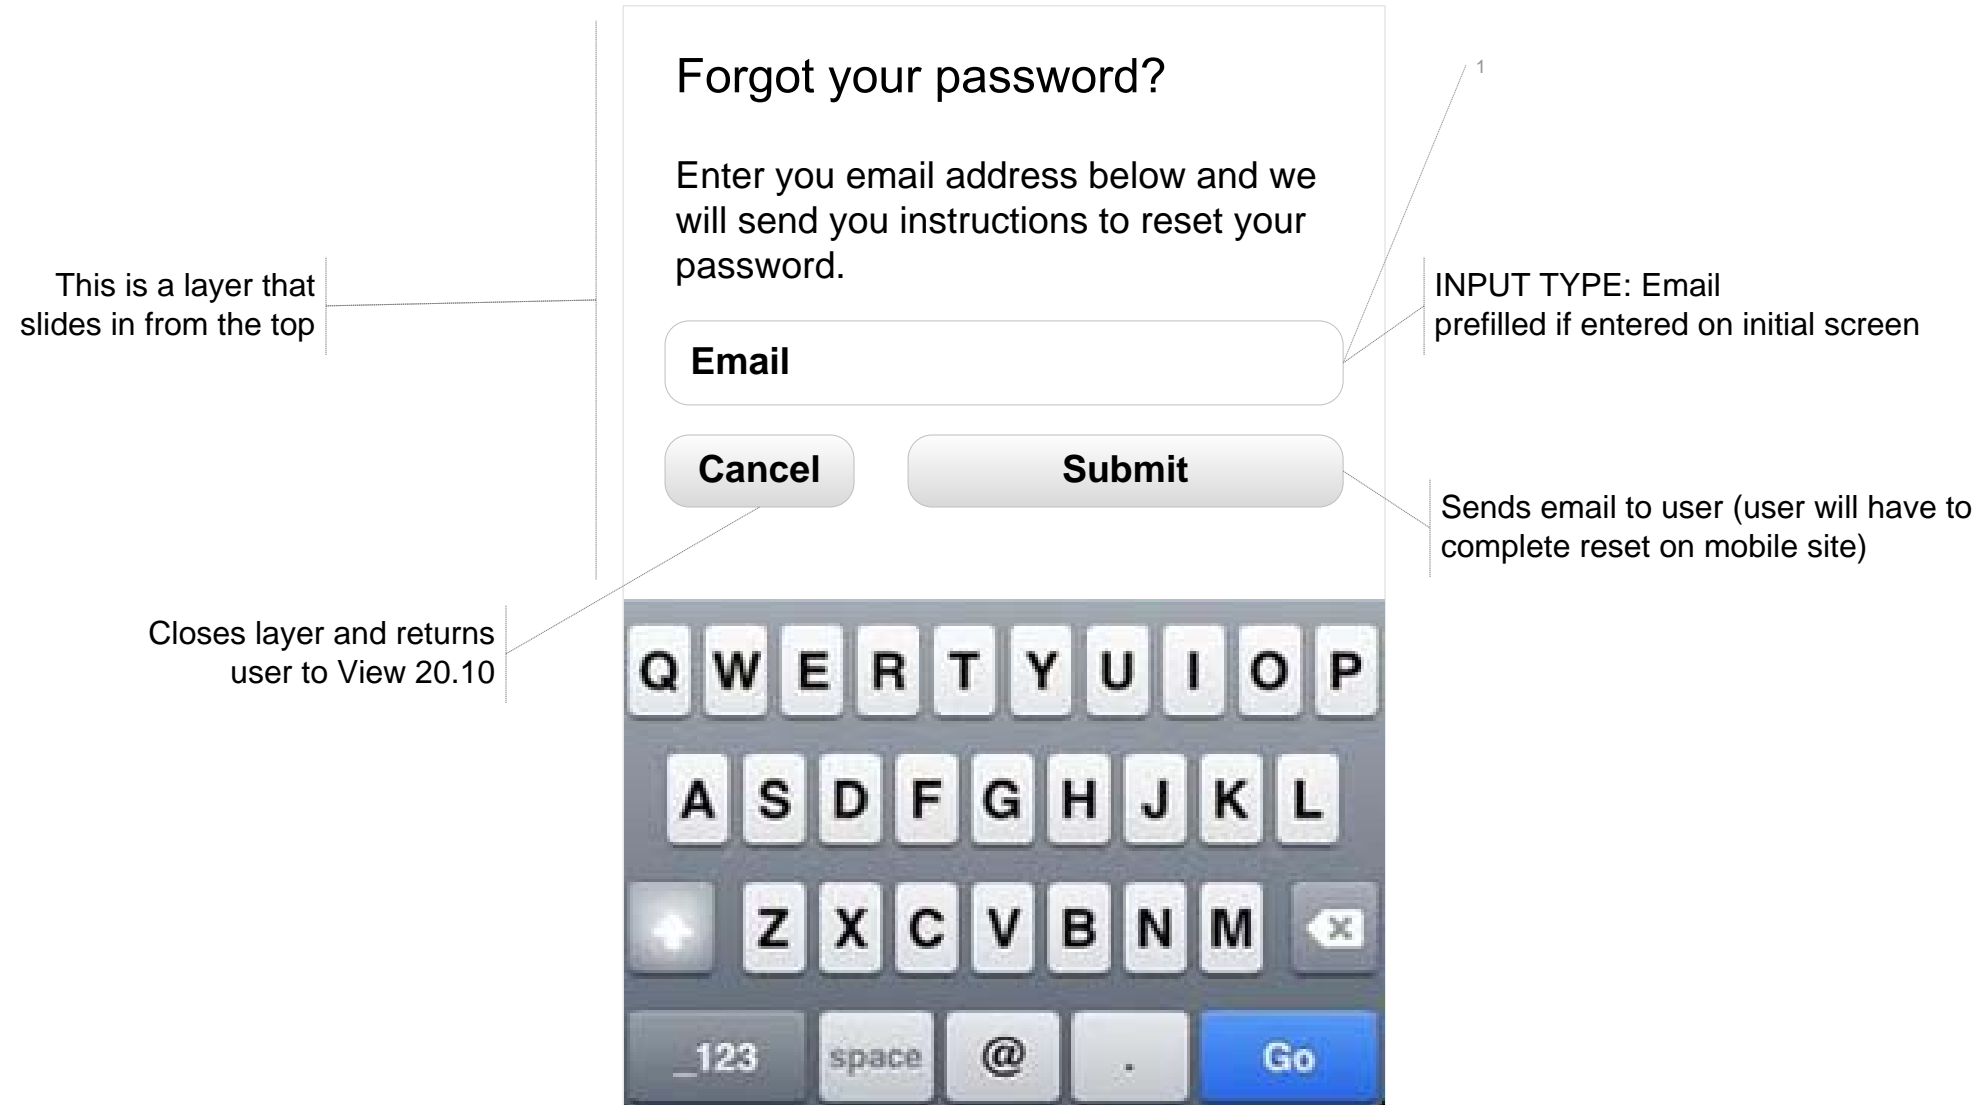 Forgot your password?
1
Enter you email address below and we
will send you instructions to reset your
password.
This is a layer that
slides in from the top
INPUT TYPE: Email
prefilled if entered on initial screen
Email
Cancel
Submit
Sends email to user (user will have to
complete reset on mobile site)
Closes layer and returns
user to View 20.10
Q W E R T Y U I O P
A S D F G H J K L
Z X C V B N M
_123 space @ . Go